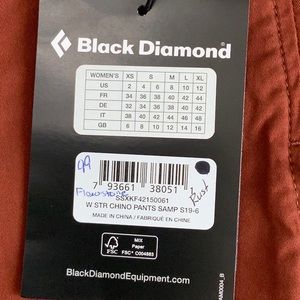 Black Diamond
WOMEN'S XS S M L XL
US 2 4 6 8 10 12
FR 34 36 38 40 42 44
DE 32 34 36 38 40 42
IT 38 40 42 44 46 48
GB 6 8 10 12 14 16
7 93661 38051
Rust
SSXKF42150061
W STR CHINO PANTS SAMP S19-6
MADE IN CHINA / FABRIQUÉ EN CHINE
FSC
MIX
Paper
FSC® C004583
BlackDiamondEquipment.com